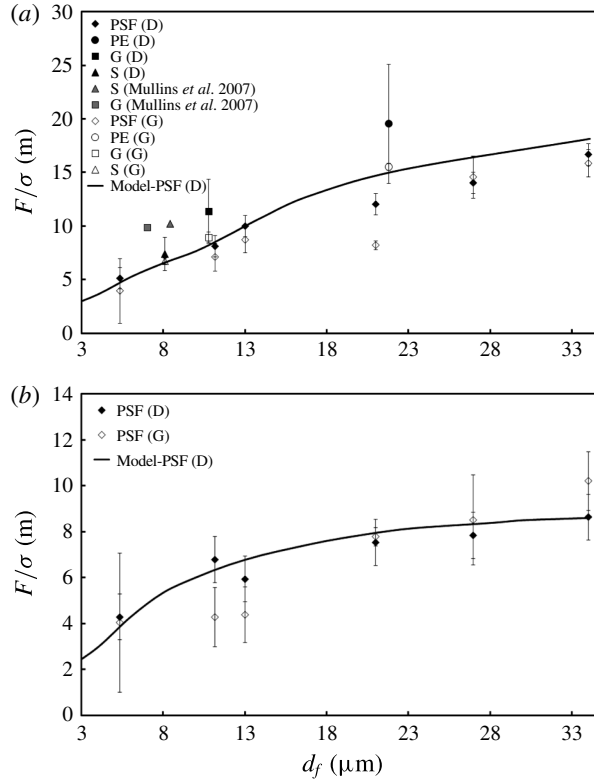 (a)
30
25
20
15
10
5
0
F/σ (m)
PSF (D)
PE (D)
G (D)
S (D)
S (Mullins et al. 2007)
G (Mullins et al. 2007)
PSF (G)
PE (G)
G (G)
S (G)
Model-PSF (D)
3 8 13 18 23 28 33
(b)
14
12
10
8
6
4
2
0
F/σ (m)
PSF (D)
PSF (G)
Model-PSF (D)
3 8 13 18 23 28 33
d_f (μm)